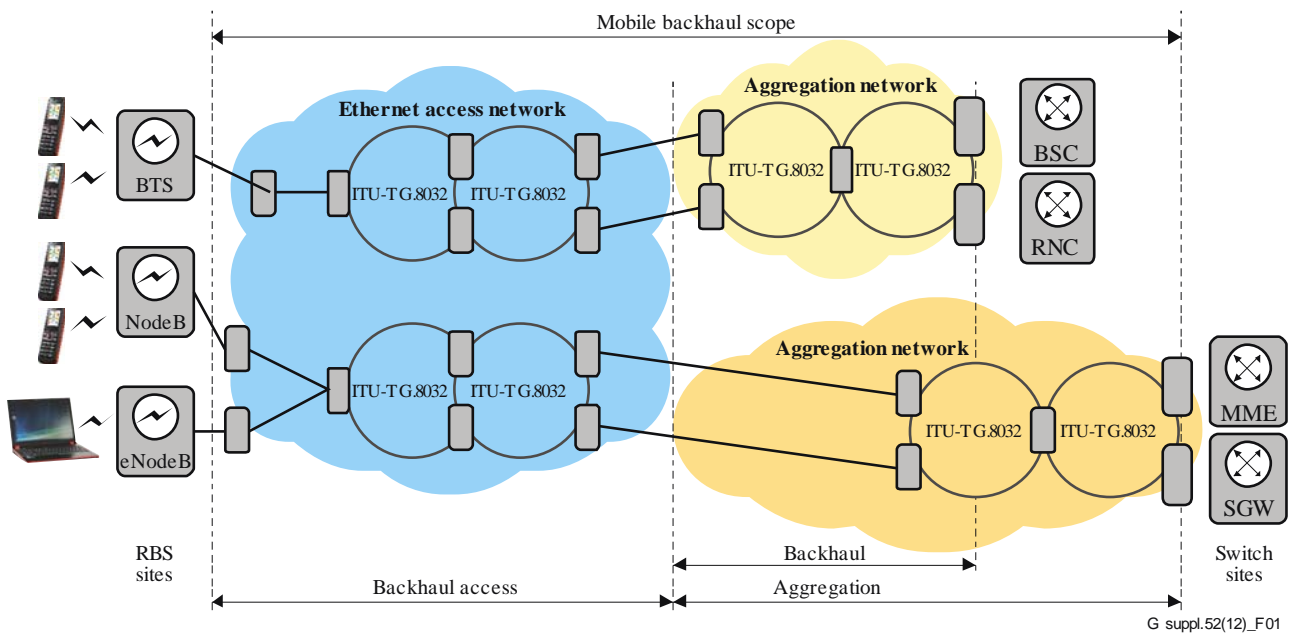 Mobile backhaul scope
Ethernet access network
Aggregation network
BTS
ITU-T G.8032
ITU-T G.8032
ITU-T G.8032
ITU-T G.8032
BSC
RNC
NodeB
eNodeB
ITU-T G.8032
ITU-T G.8032
Aggregation network
ITU-T G.8032
ITU-T G.8032
MME
SGW
RBS
sites
Backhaul
Switch
sites
Backhaul access
Aggregation
G suppl.52(12)_F01